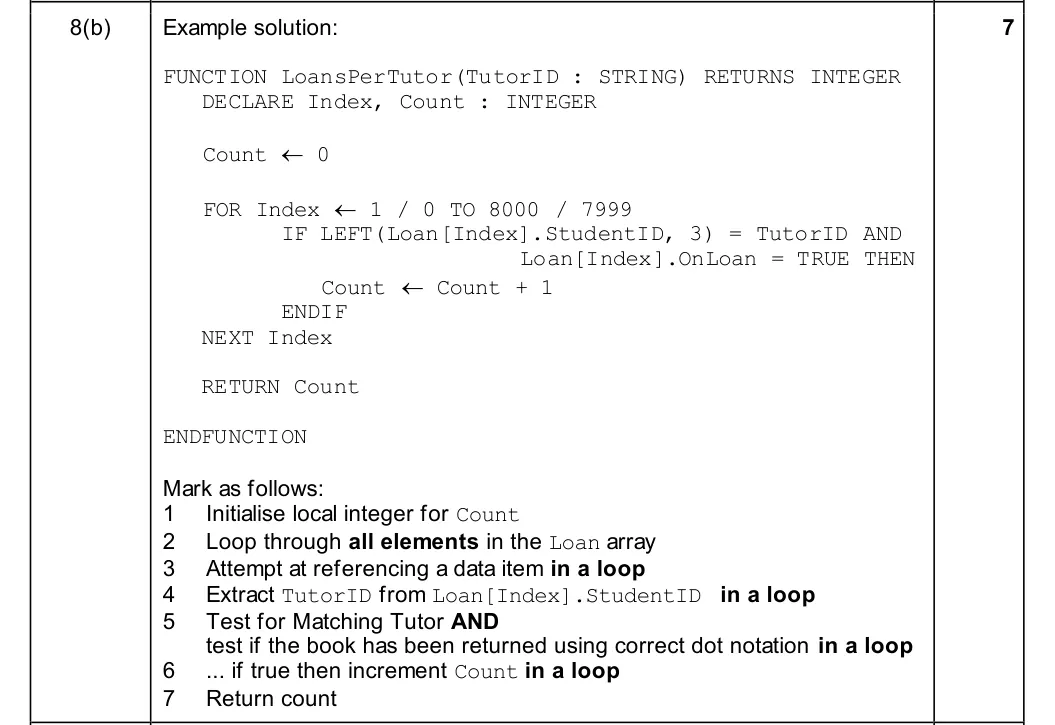 8(b) Example solution: 7
FUNCTION LoansPerTutor(TutorID : STRING) RETURNS INTEGER
DECLARE Index, Count : INTEGER
Count ← 0
FOR Index ← 1 / 0 TO 8000 / 7999
IF LEFT(Loan[Index].StudentID, 3) = TutorID AND
Loan[Index].OnLoan = TRUE THEN
Count ← Count + 1
ENDIF
NEXT Index
RETURN Count
ENDFUNCTION
Mark as follows:
1 Initialise local integer for Count
2 Loop through all elements in the Loan array
3 Attempt at referencing a data item in a loop
4 Extract TutorID from Loan[Index].StudentID in a loop
5 Test for Matching Tutor AND
test if the book has been returned using correct dot notation in a loop
6 ... if true then increment Count in a loop
7 Return count